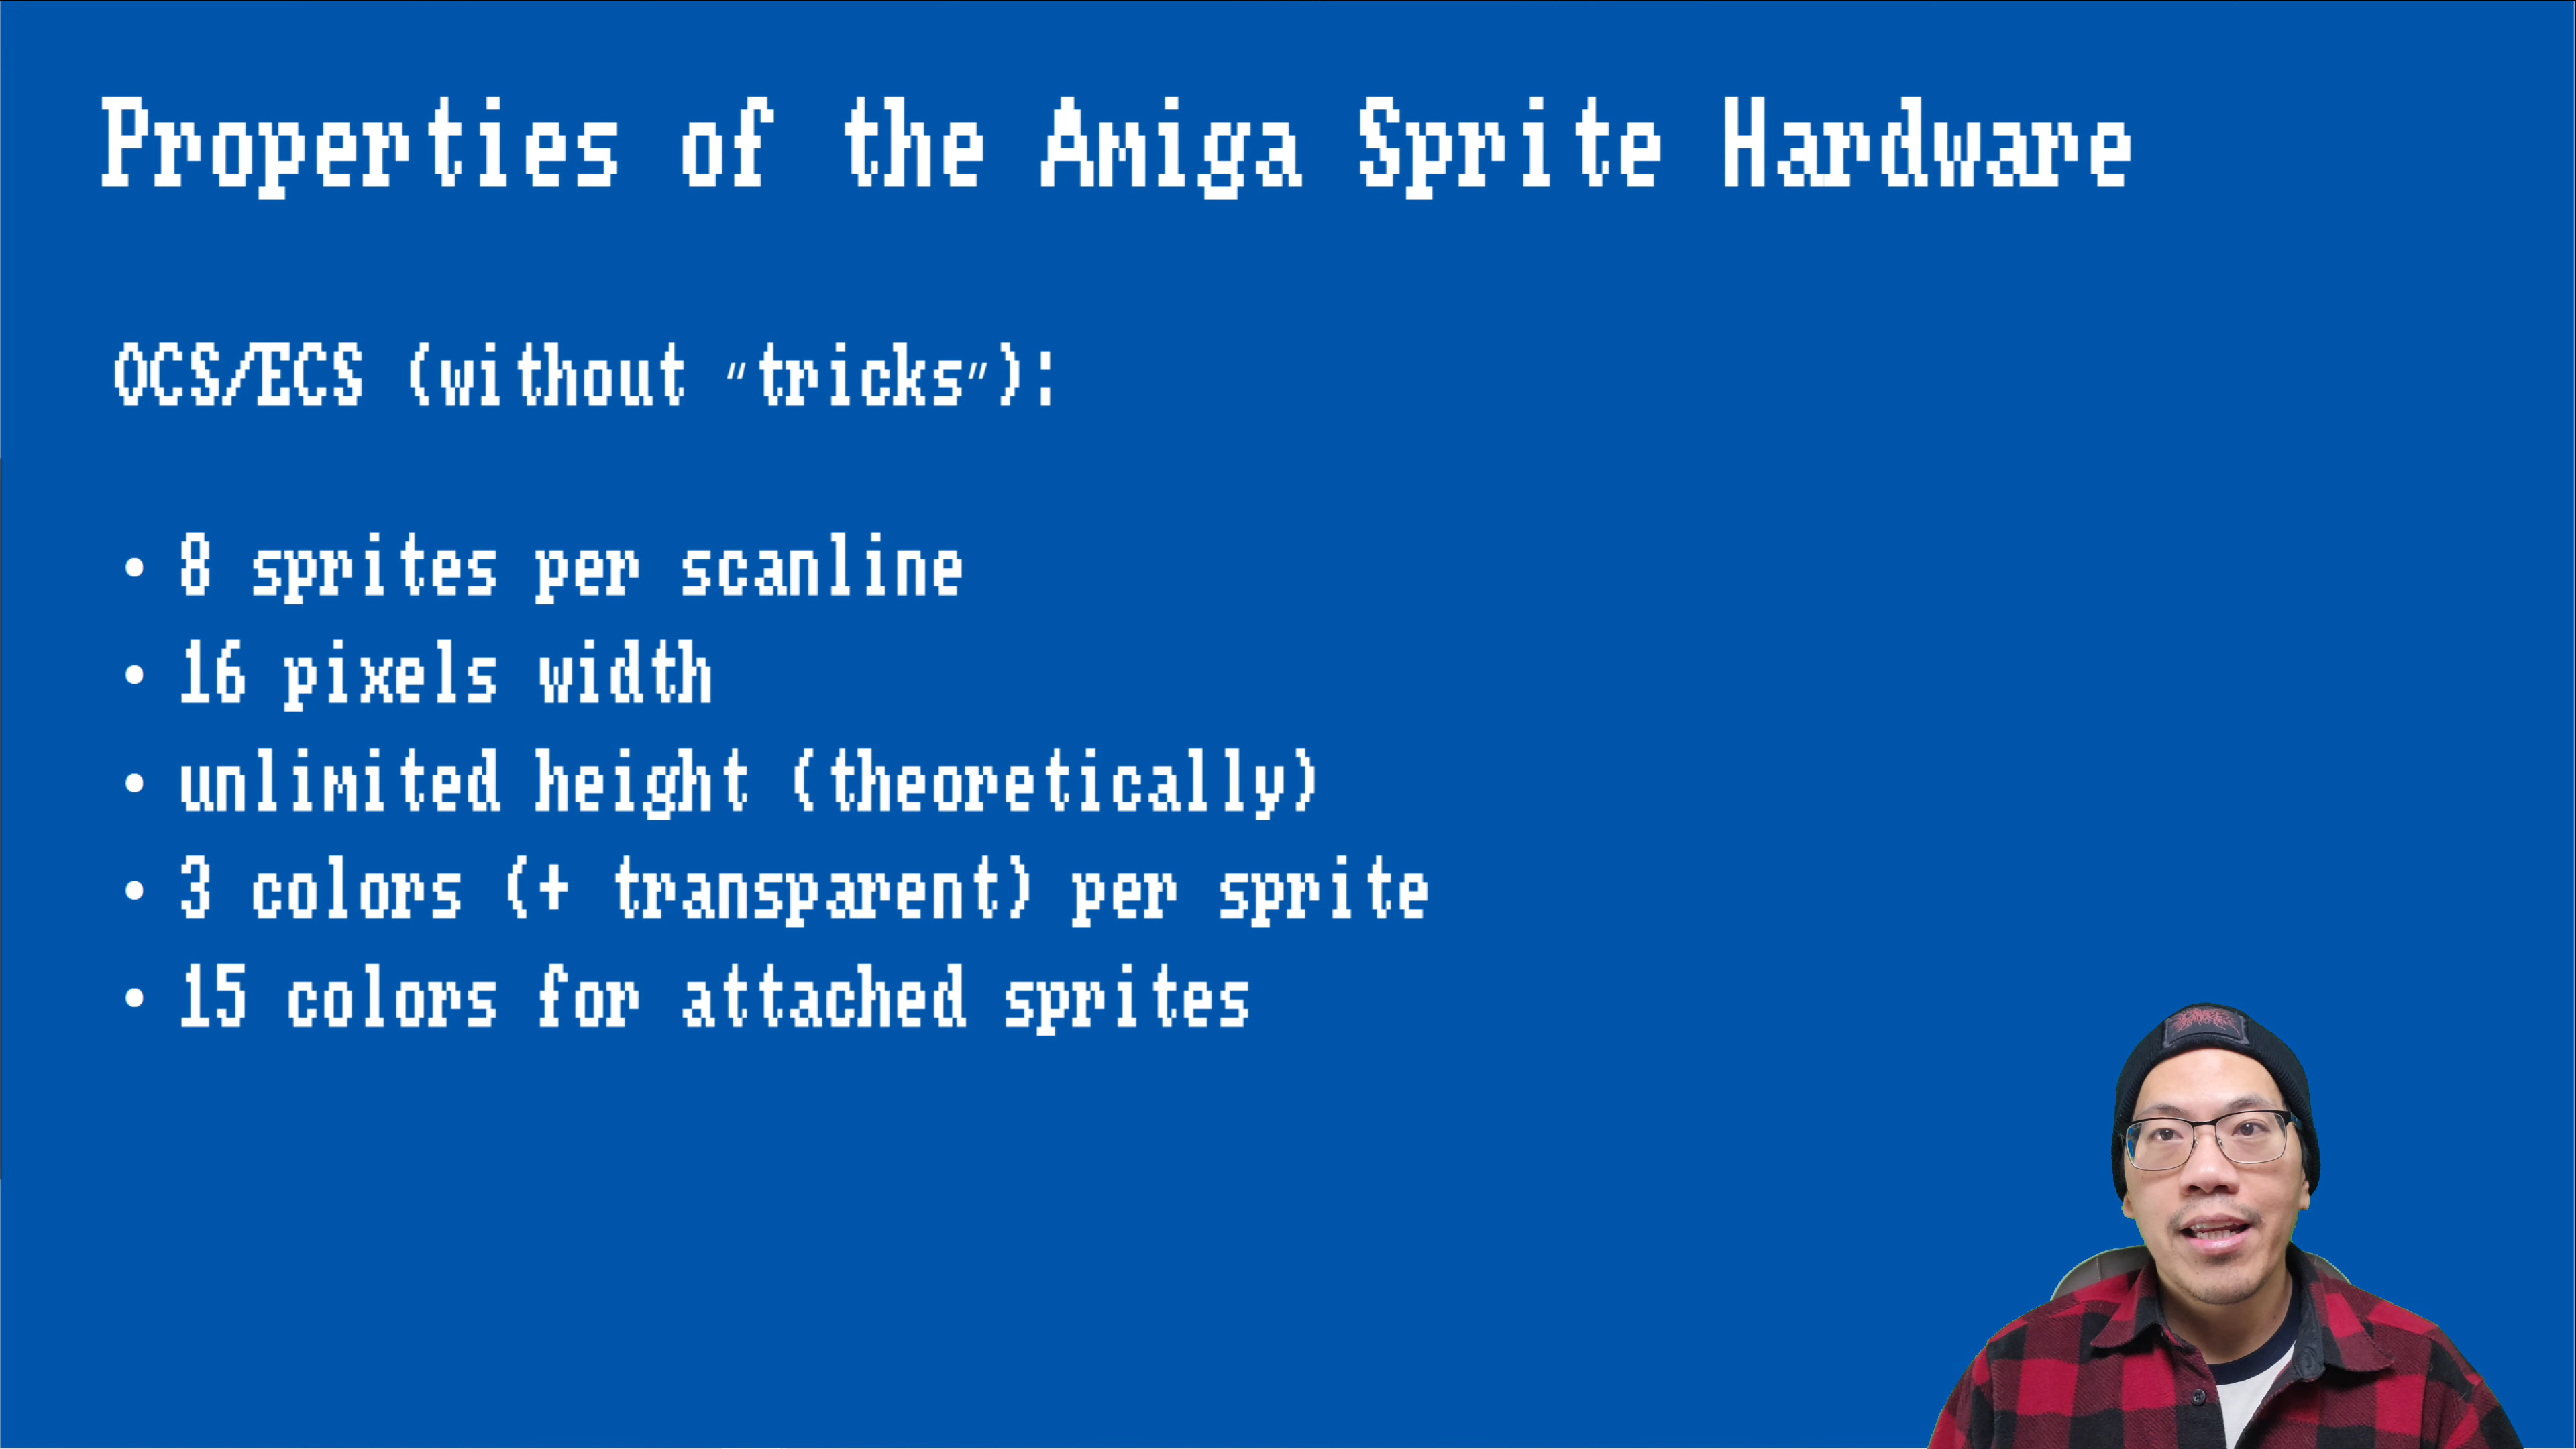 Properties of the Amiga Sprite Hardware
OCS/ECS (without "tricks"):
• 8 sprites per scanline
• 16 pixels width
• unlimited height (theoretically)
• 3 colors (+ transparent) per sprite
• 15 colors for attached sprites